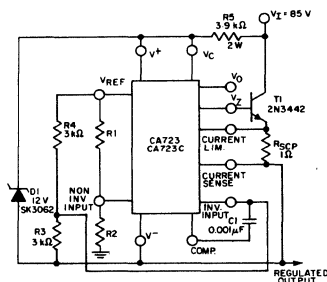 R5
3.9 kΩ
2W
VI = 85 V
V+
VC
VREF
VO
VZ
T1
2N3442
R4
3kΩ
R1
CA723
CA723C
CURRENT
LIM.
RSCP
1Ω
CURRENT
SENSE
D1
12V
SK3062
NON
INV.
INPUT
INV.
INPUT
C1
0.001µF
R3
3kΩ
R2
V−
COMP.
REGULATED
OUTPUT